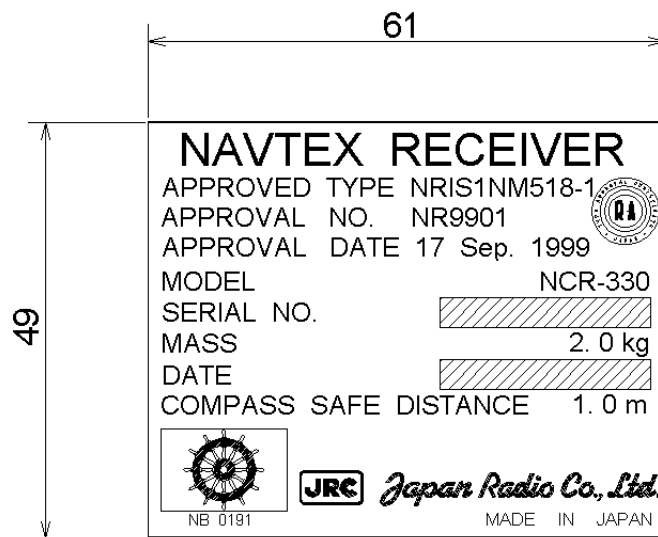 61
49
NAVTEX RECEIVER
APPROVED TYPE NRIS1NM518-1
APPROVAL NO. NR9901
RA
APPROVAL DATE 17 Sep. 1999
MODEL NCR-330
SERIAL NO.
MASS 2.0 kg
DATE
COMPASS SAFE DISTANCE 1.0 m
JRC Japan Radio Co., Ltd.
NB 0191 MADE IN JAPAN